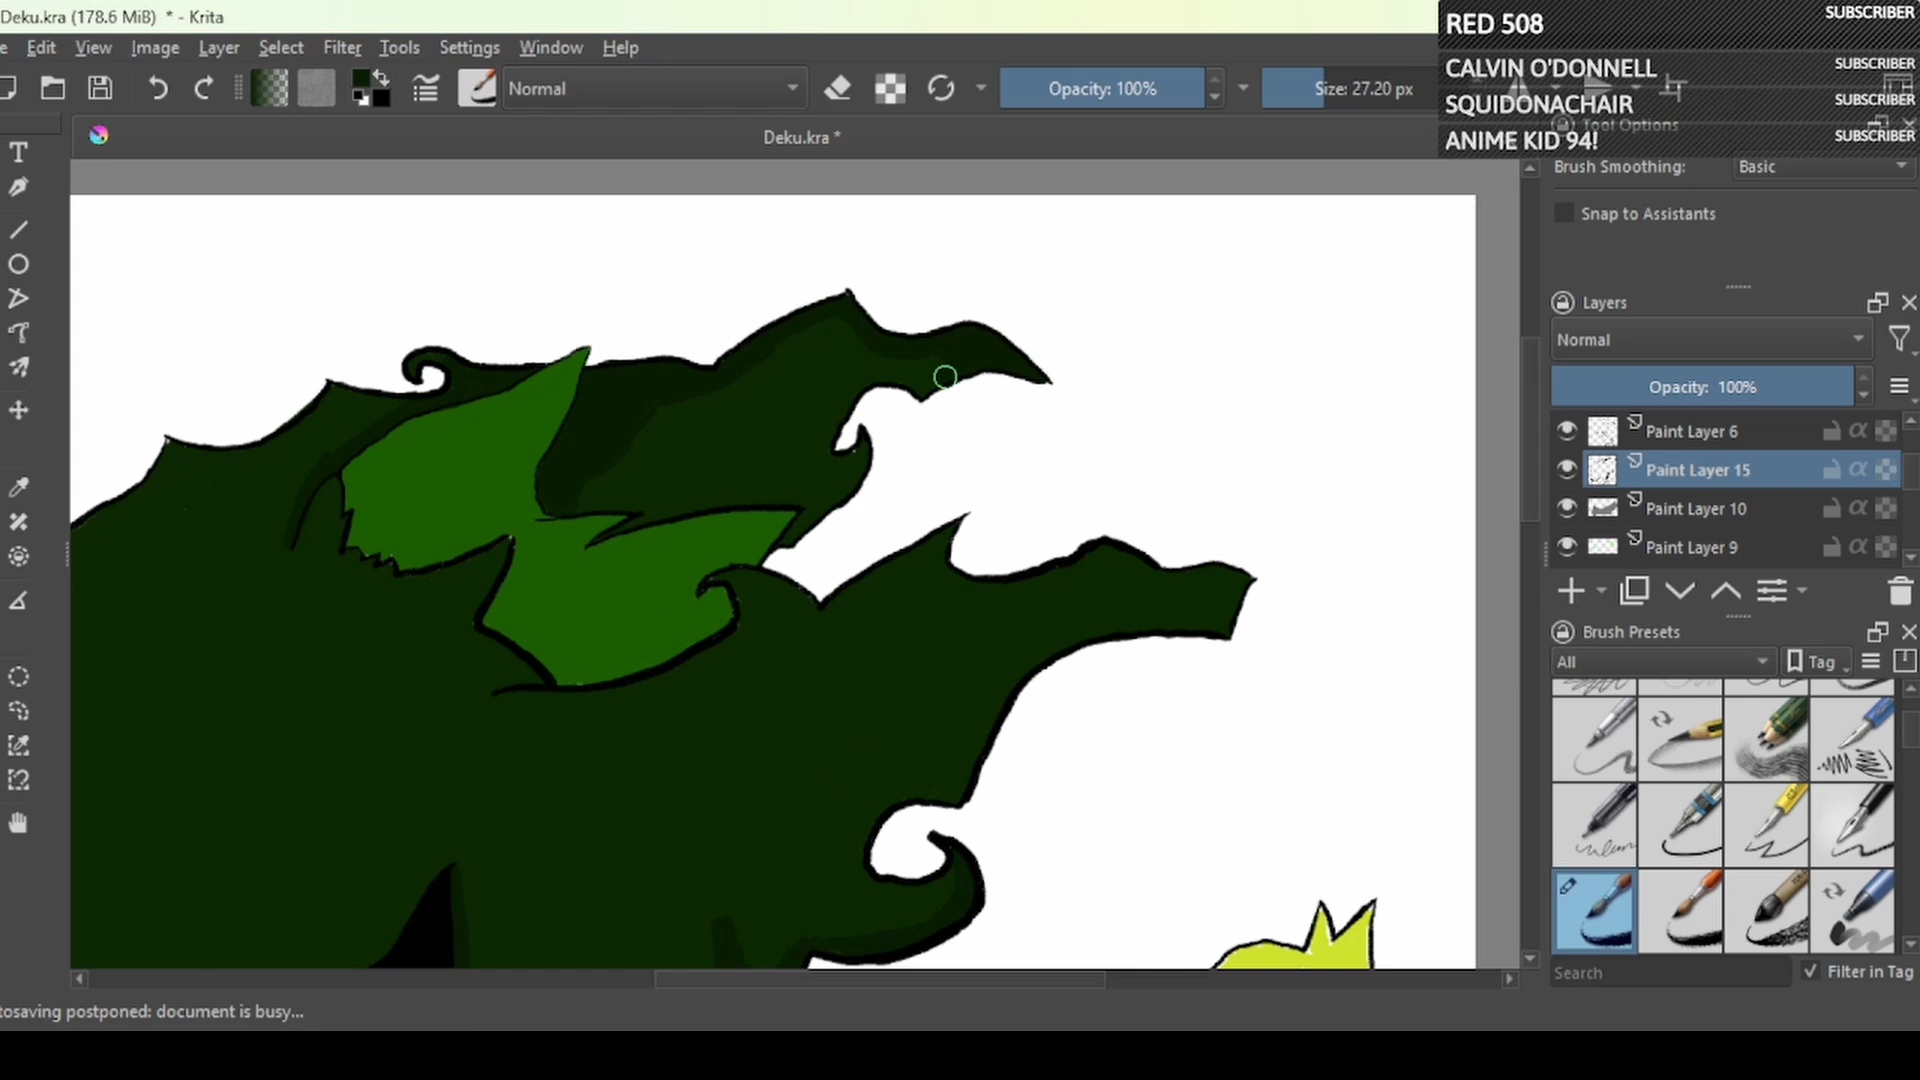 Deku.kra (178.6 MiB) * - Krita
e Edit View Image Layer Select Filter Tools Settings Window Help
Normal
Opacity: 100%
Size: 27.20 px
RED 508 SUBSCRIBER
CALVIN O'DONNELL SUBSCRIBER
SQUIDONACHAIR SUBSCRIBER
ANIME KID 94! SUBSCRIBER
Deku.kra *
Tool Options
Brush Smoothing: Basic
Snap to Assistants
Layers
Normal
Opacity: 100%
Paint Layer 6
Paint Layer 15
Paint Layer 10
Paint Layer 9
Brush Presets
All
Tag
Search
Filter in Tag
tosaving postponed: document is busy...